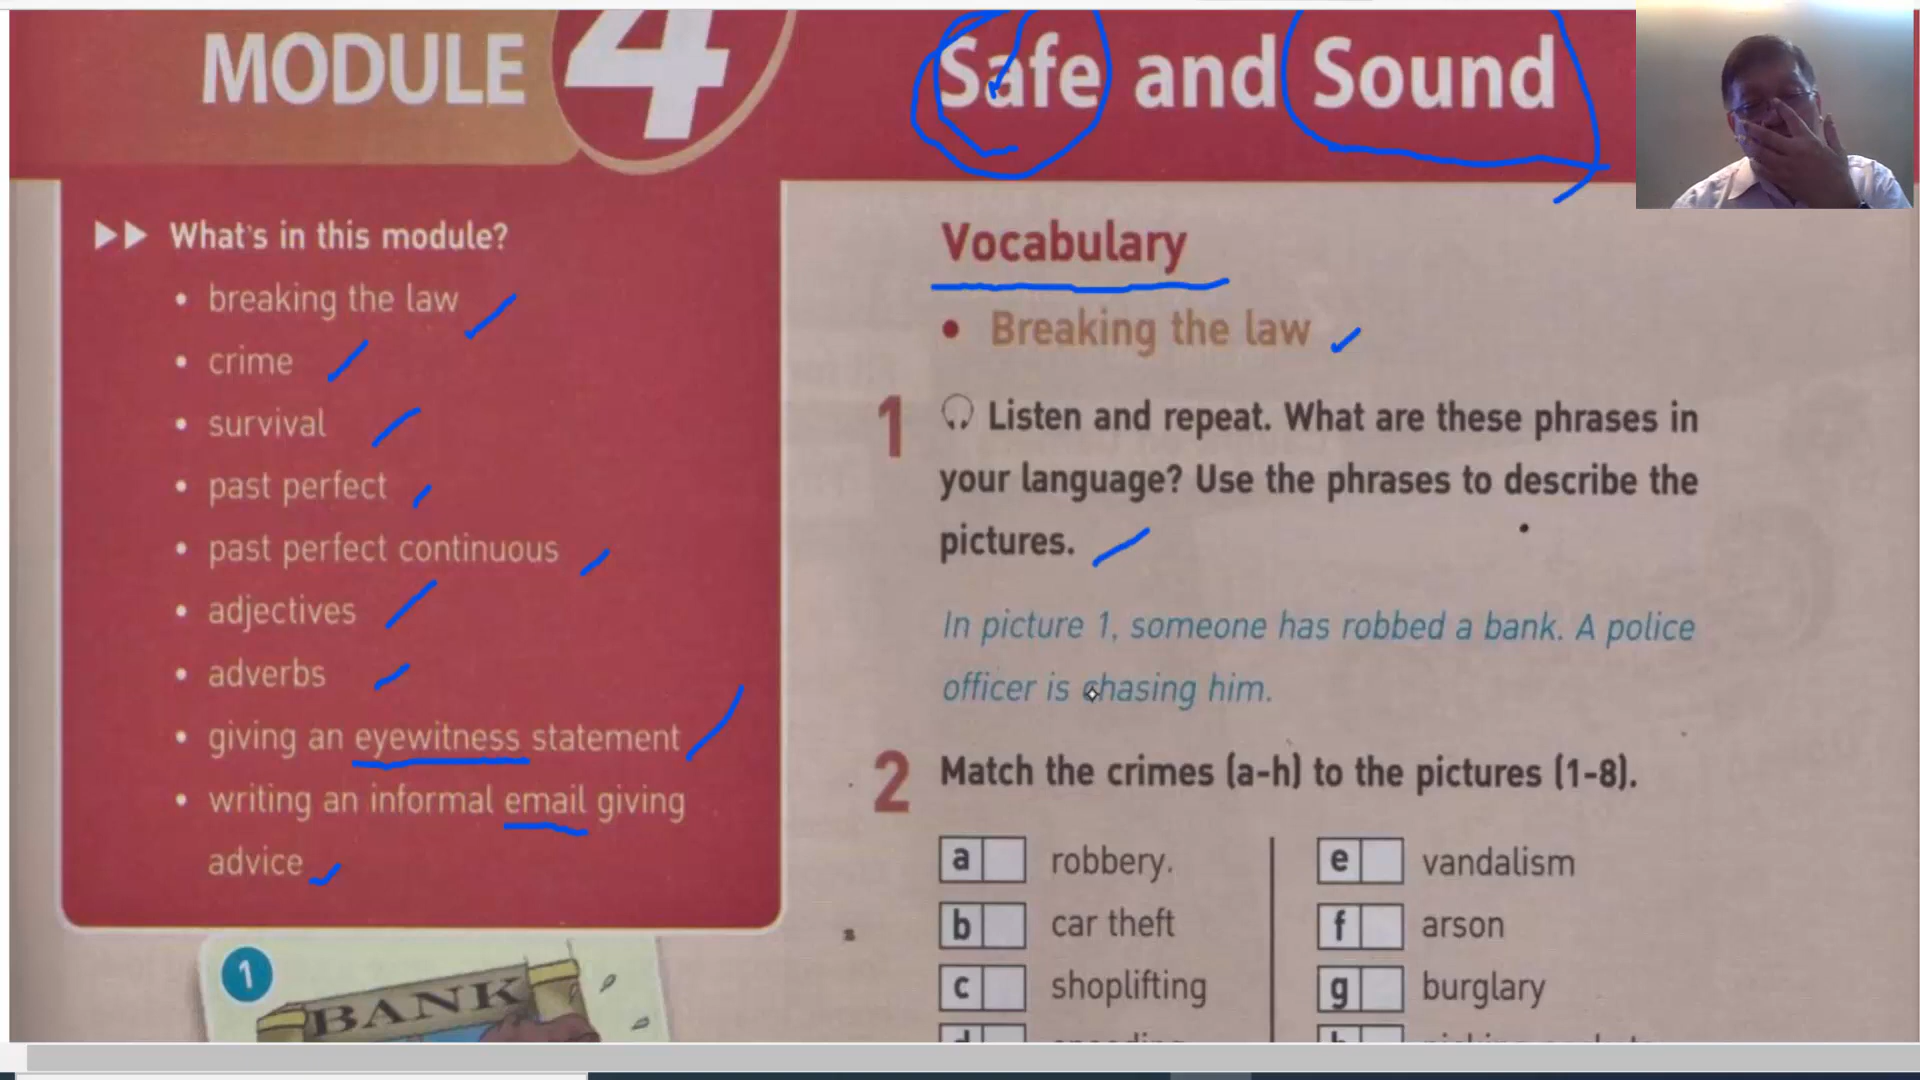 MODULE 4
Safe and Sound
What's in this module?
• breaking the law
• crime
• survival
• past perfect
• past perfect continuous
• adjectives
• adverbs
• giving an eyewitness statement
• writing an informal email giving
advice
1
BANK
Vocabulary
• Breaking the law
1 Listen and repeat. What are these phrases in
your language? Use the phrases to describe the
pictures.
In picture 1, someone has robbed a bank. A police
officer is chasing him.
2 Match the crimes (a-h) to the pictures (1-8).
a robbery.
b car theft
c shoplifting
d speeding
e vandalism
f arson
g burglary
h